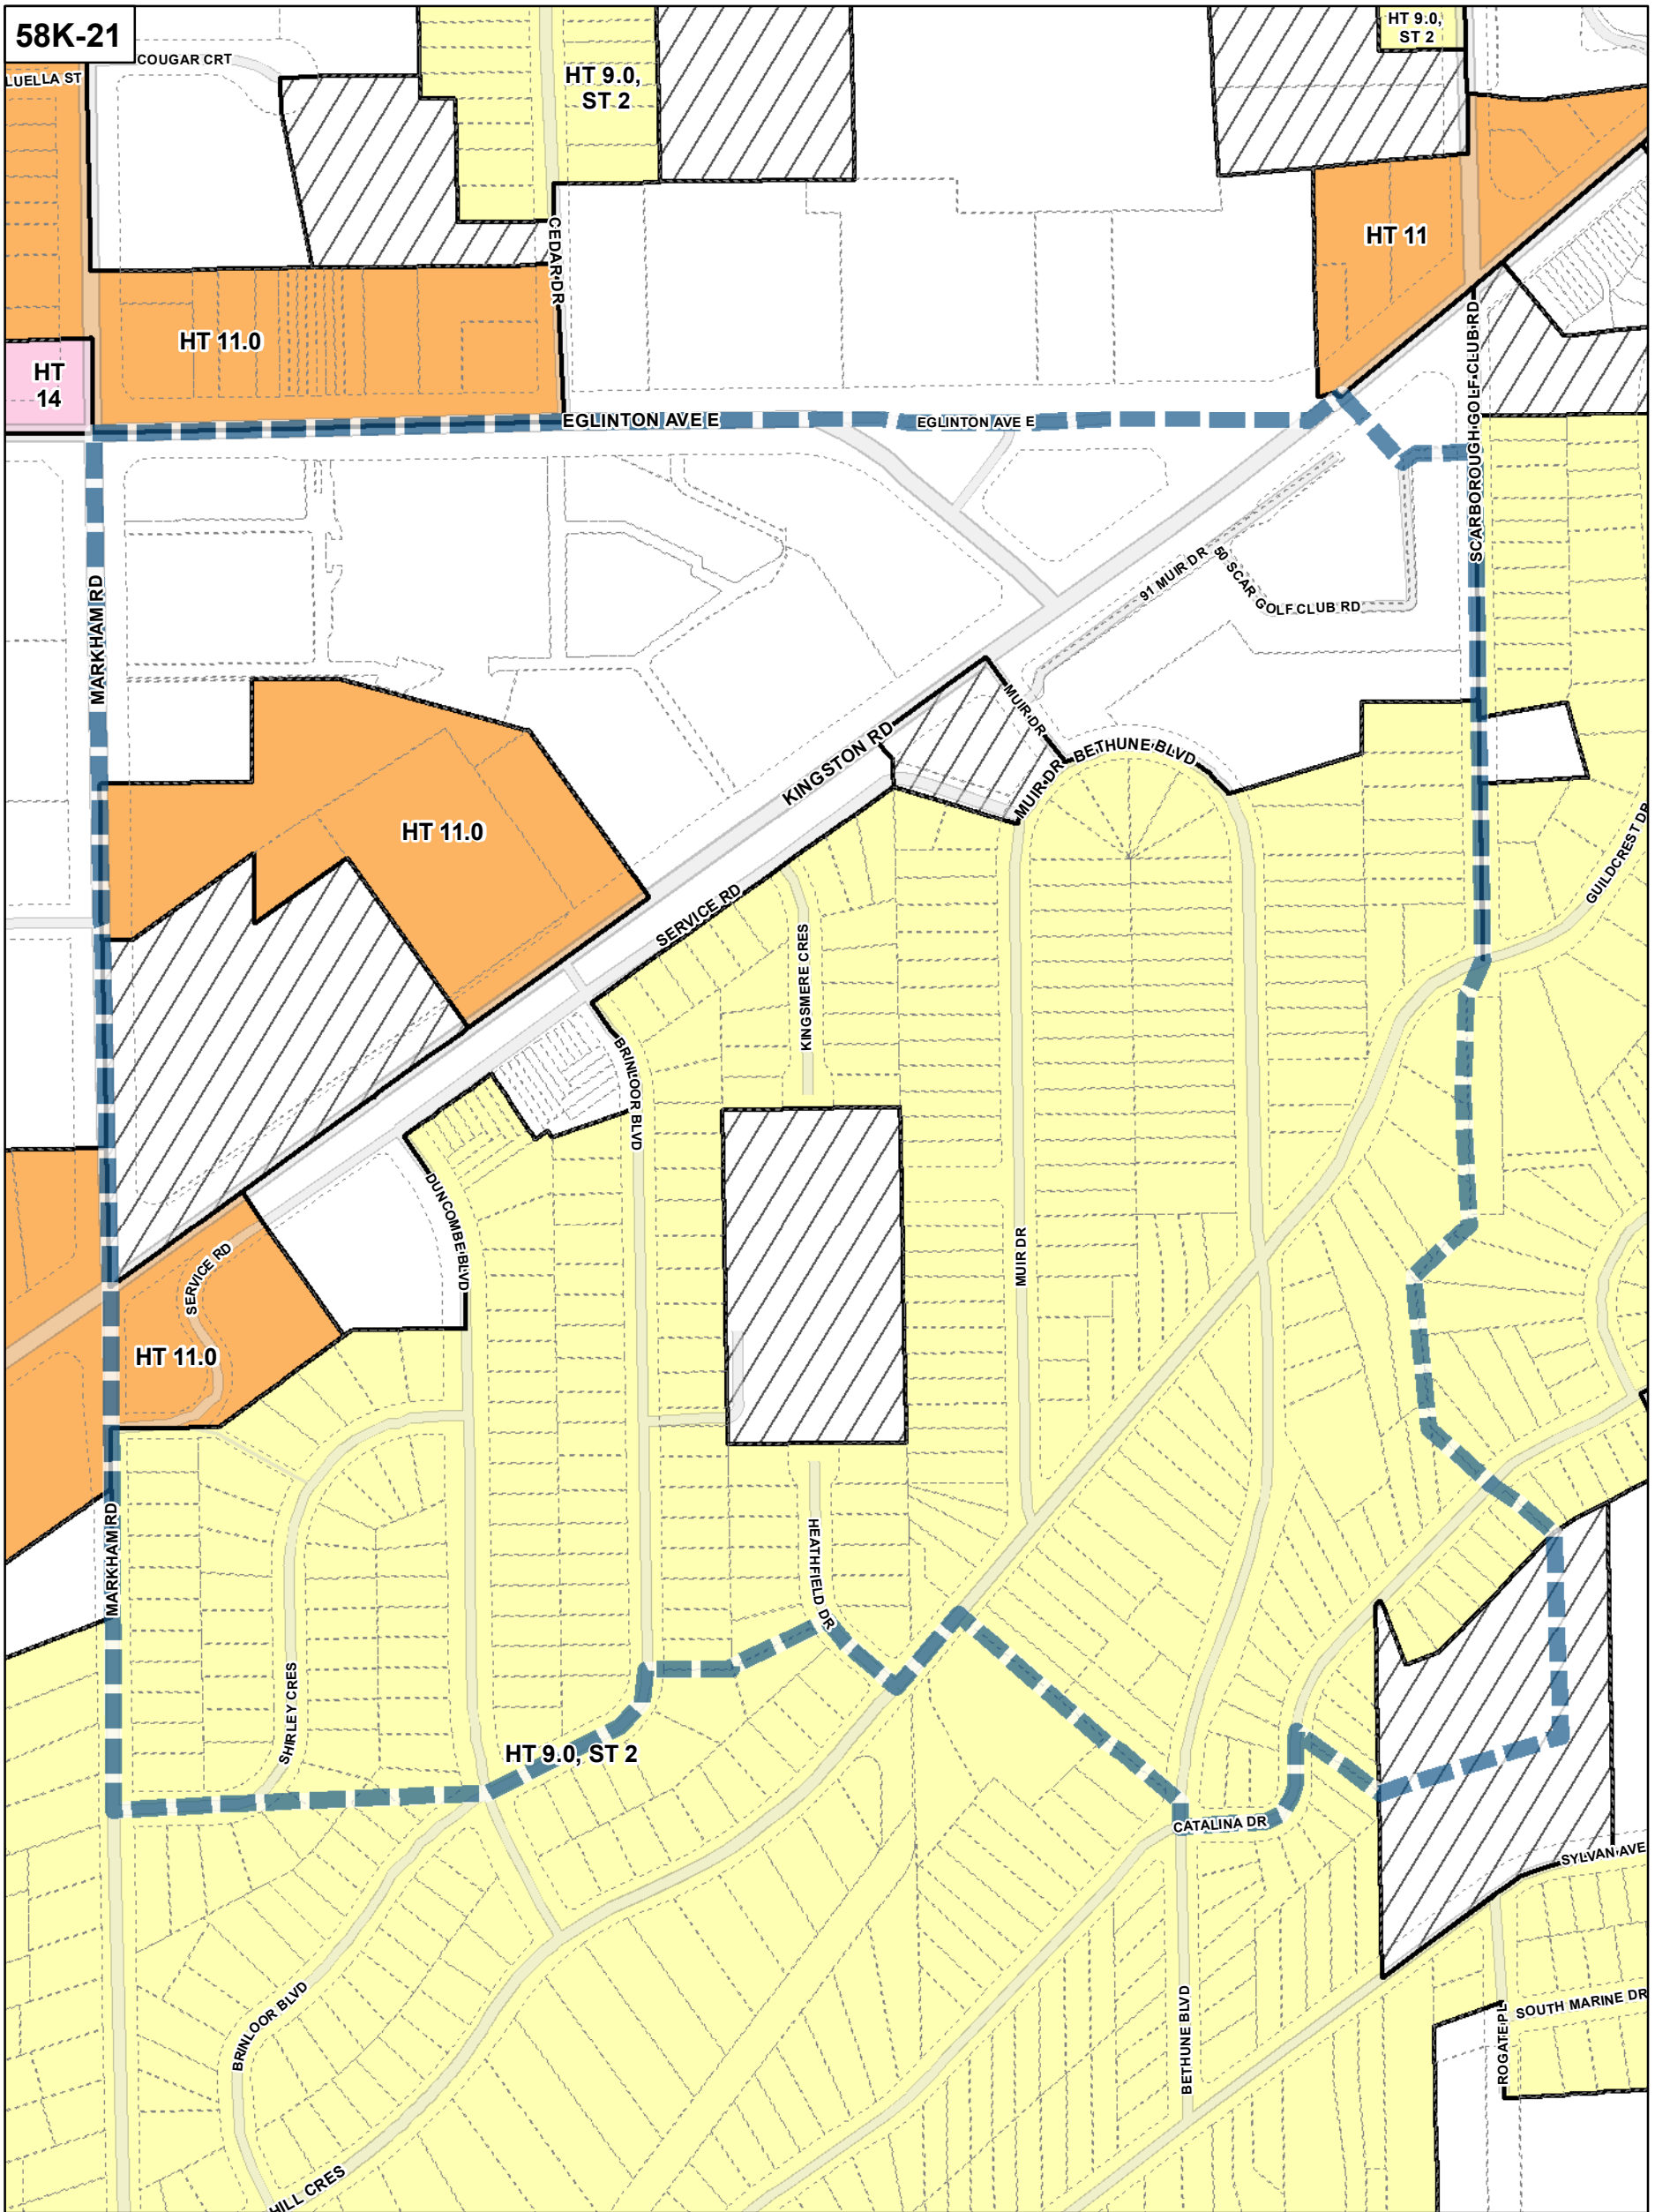 58K-21
COUGAR CRT
LUELLA ST
HT 9.0,
ST 2
HT 9.0,
ST 2
HT 11
CEDAR DR
HT 11.0
HT
14
EGLINTON AVE E
EGLINTON AVE E
SCARBOROUGH GOLF CLUB RD
91 MUIR DR
50 SCAR GOLF CLUB RD
MARKHAM RD
MUIR DR
KINGSTON RD
BETHUNE BLVD
MUIR DR
HT 11.0
GUILDCREST DR
SERVICE RD
KINGSMERE CRES
BRINLOOR BLVD
DUNCOMBE BLVD
MUIR DR
SERVICE RD
HT 11.0
MARKHAM RD
HEATHFIELD DR
SHIRLEY CRES
HT 9.0, ST 2
CATALINA DR
SYLVAN AVE
BRINLOOR BLVD
BETHUNE BLVD
SOUTH MARINE DR
ROGATE PL
HILL CRES